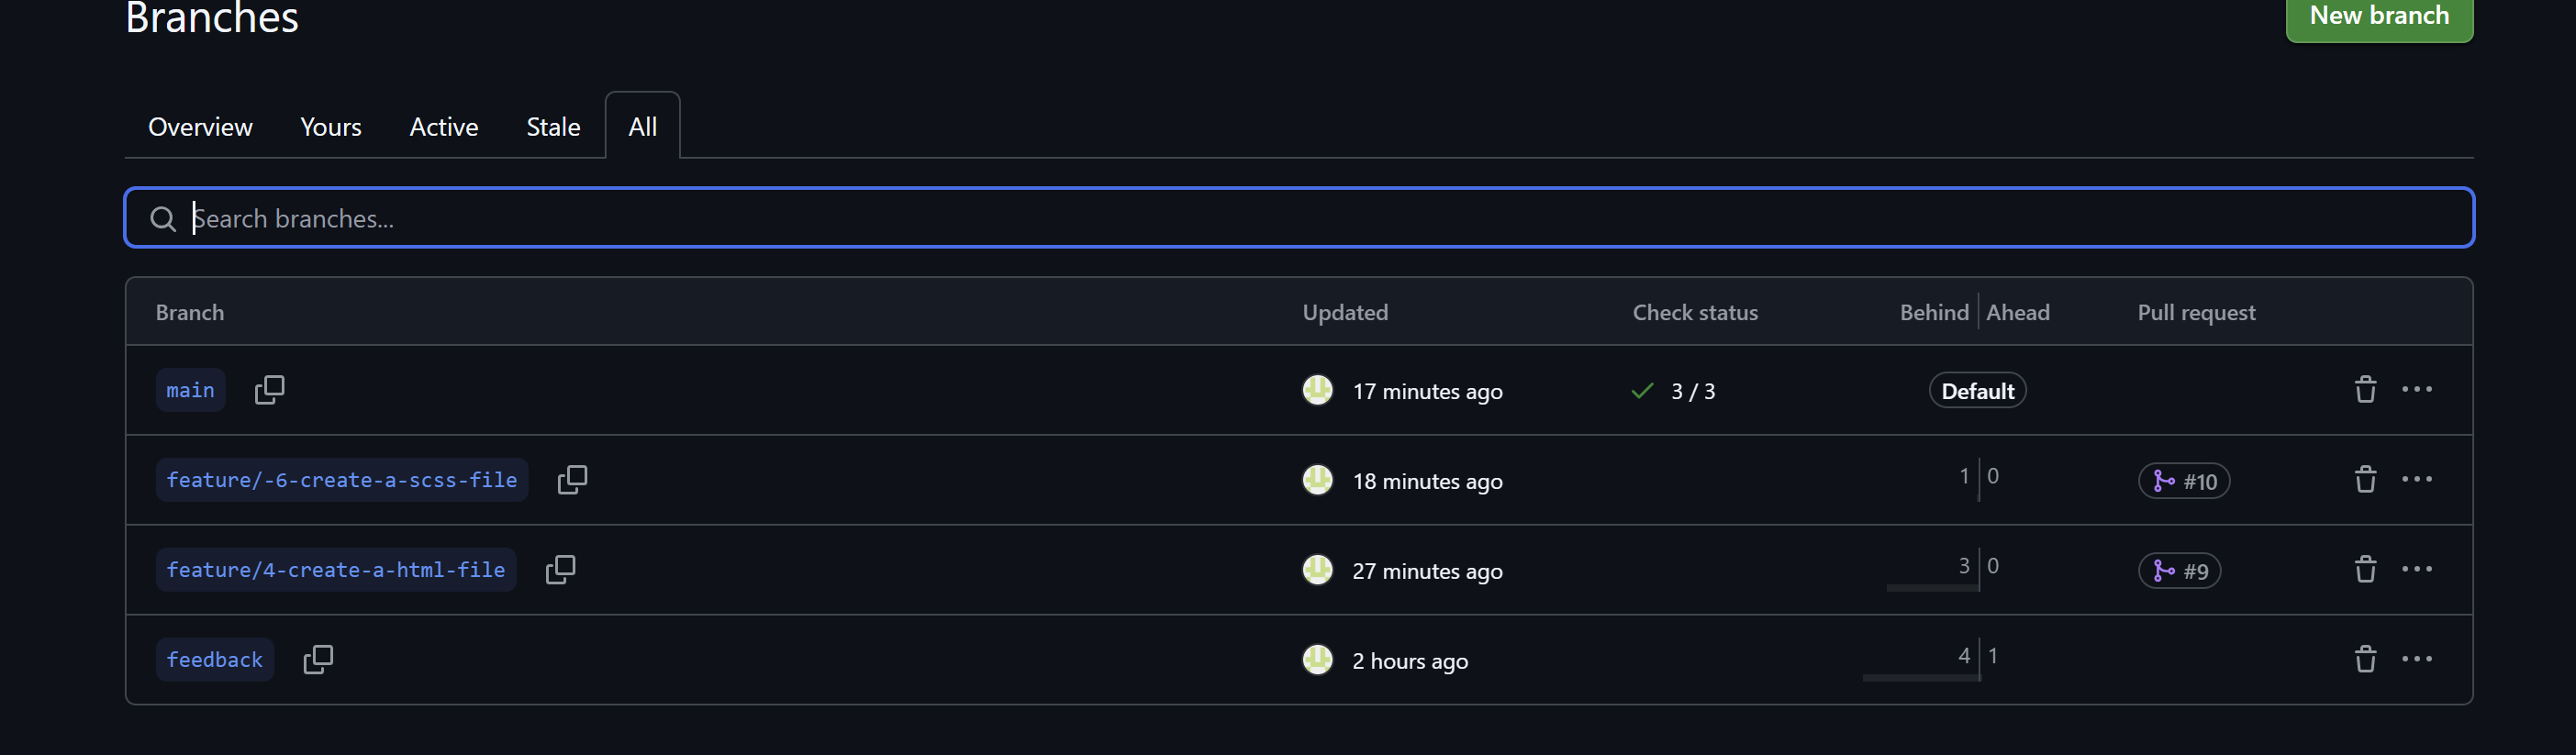 Branches
New branch
Overview Yours Active Stale All
Search branches...
Branch Updated Check status Behind Ahead Pull request
main 17 minutes ago 3 / 3 Default
feature/-6-create-a-scss-file 18 minutes ago 1 0 #10
feature/4-create-a-html-file 27 minutes ago 3 0 #9
feedback 2 hours ago 4 1